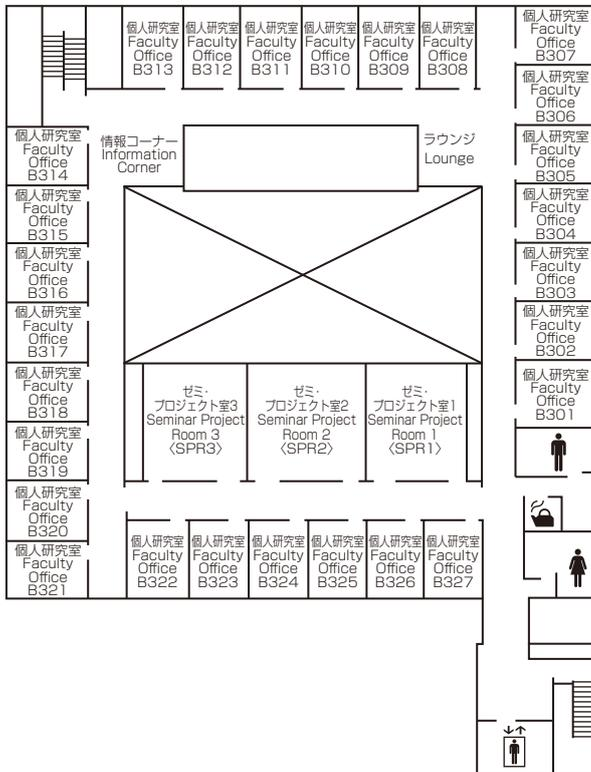 個人研究室
Faculty
Office
B313
個人研究室
Faculty
Office
B312
個人研究室
Faculty
Office
B311
個人研究室
Faculty
Office
B310
個人研究室
Faculty
Office
B309
個人研究室
Faculty
Office
B308
個人研究室
Faculty
Office
B307
個人研究室
Faculty
Office
B306
個人研究室
Faculty
Office
B305
個人研究室
Faculty
Office
B304
個人研究室
Faculty
Office
B303
個人研究室
Faculty
Office
B302
個人研究室
Faculty
Office
B301
情報コーナー
Information
Corner
ラウンジ
Lounge
個人研究室
Faculty
Office
B314
個人研究室
Faculty
Office
B315
個人研究室
Faculty
Office
B316
個人研究室
Faculty
Office
B317
個人研究室
Faculty
Office
B318
個人研究室
Faculty
Office
B319
個人研究室
Faculty
Office
B320
個人研究室
Faculty
Office
B321
ゼミ・
プロジェクト室3
Seminar Project
Room 3
〈SPR3〉
ゼミ・
プロジェクト室2
Seminar Project
Room 2
〈SPR2〉
ゼミ・
プロジェクト室1
Seminar Project
Room 1
〈SPR1〉
個人研究室
Faculty
Office
B322
個人研究室
Faculty
Office
B323
個人研究室
Faculty
Office
B324
個人研究室
Faculty
Office
B325
個人研究室
Faculty
Office
B326
個人研究室
Faculty
Office
B327